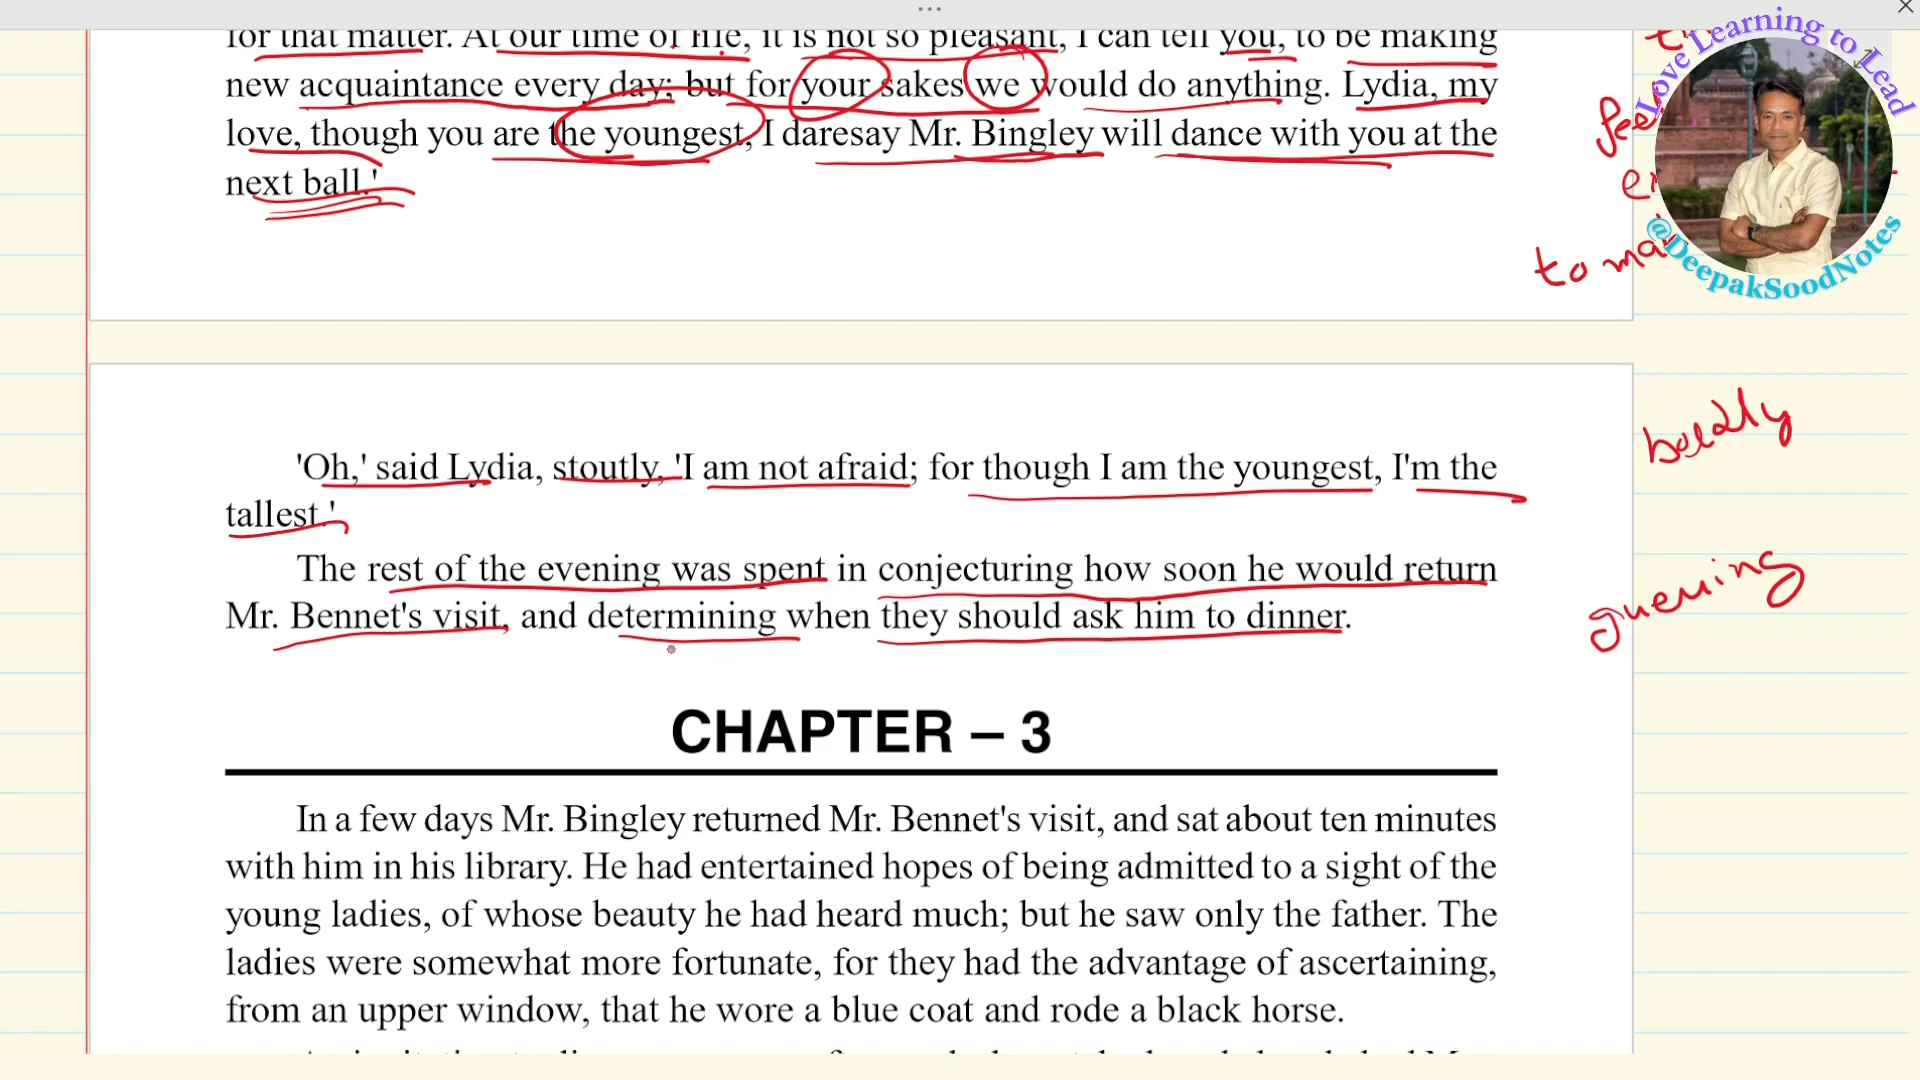 for that matter. At our time of life, it is not so pleasant, I can tell you, to be making
new acquaintance every day; but for your sakes we would do anything. Lydia, my
love, though you are the youngest, I daresay Mr. Bingley will dance with you at the
next ball.'
Love Learning to Lead
@DeepakSoodNotes
to
boldly
'Oh,' said Lydia, stoutly, 'I am not afraid; for though I am the youngest, I'm the
tallest.'
The rest of the evening was spent in conjecturing how soon he would return
Mr. Bennet's visit, and determining when they should ask him to dinner.
guessing
CHAPTER – 3
In a few days Mr. Bingley returned Mr. Bennet's visit, and sat about ten minutes
with him in his library. He had entertained hopes of being admitted to a sight of the
young ladies, of whose beauty he had heard much; but he saw only the father. The
ladies were somewhat more fortunate, for they had the advantage of ascertaining,
from an upper window, that he wore a blue coat and rode a black horse.